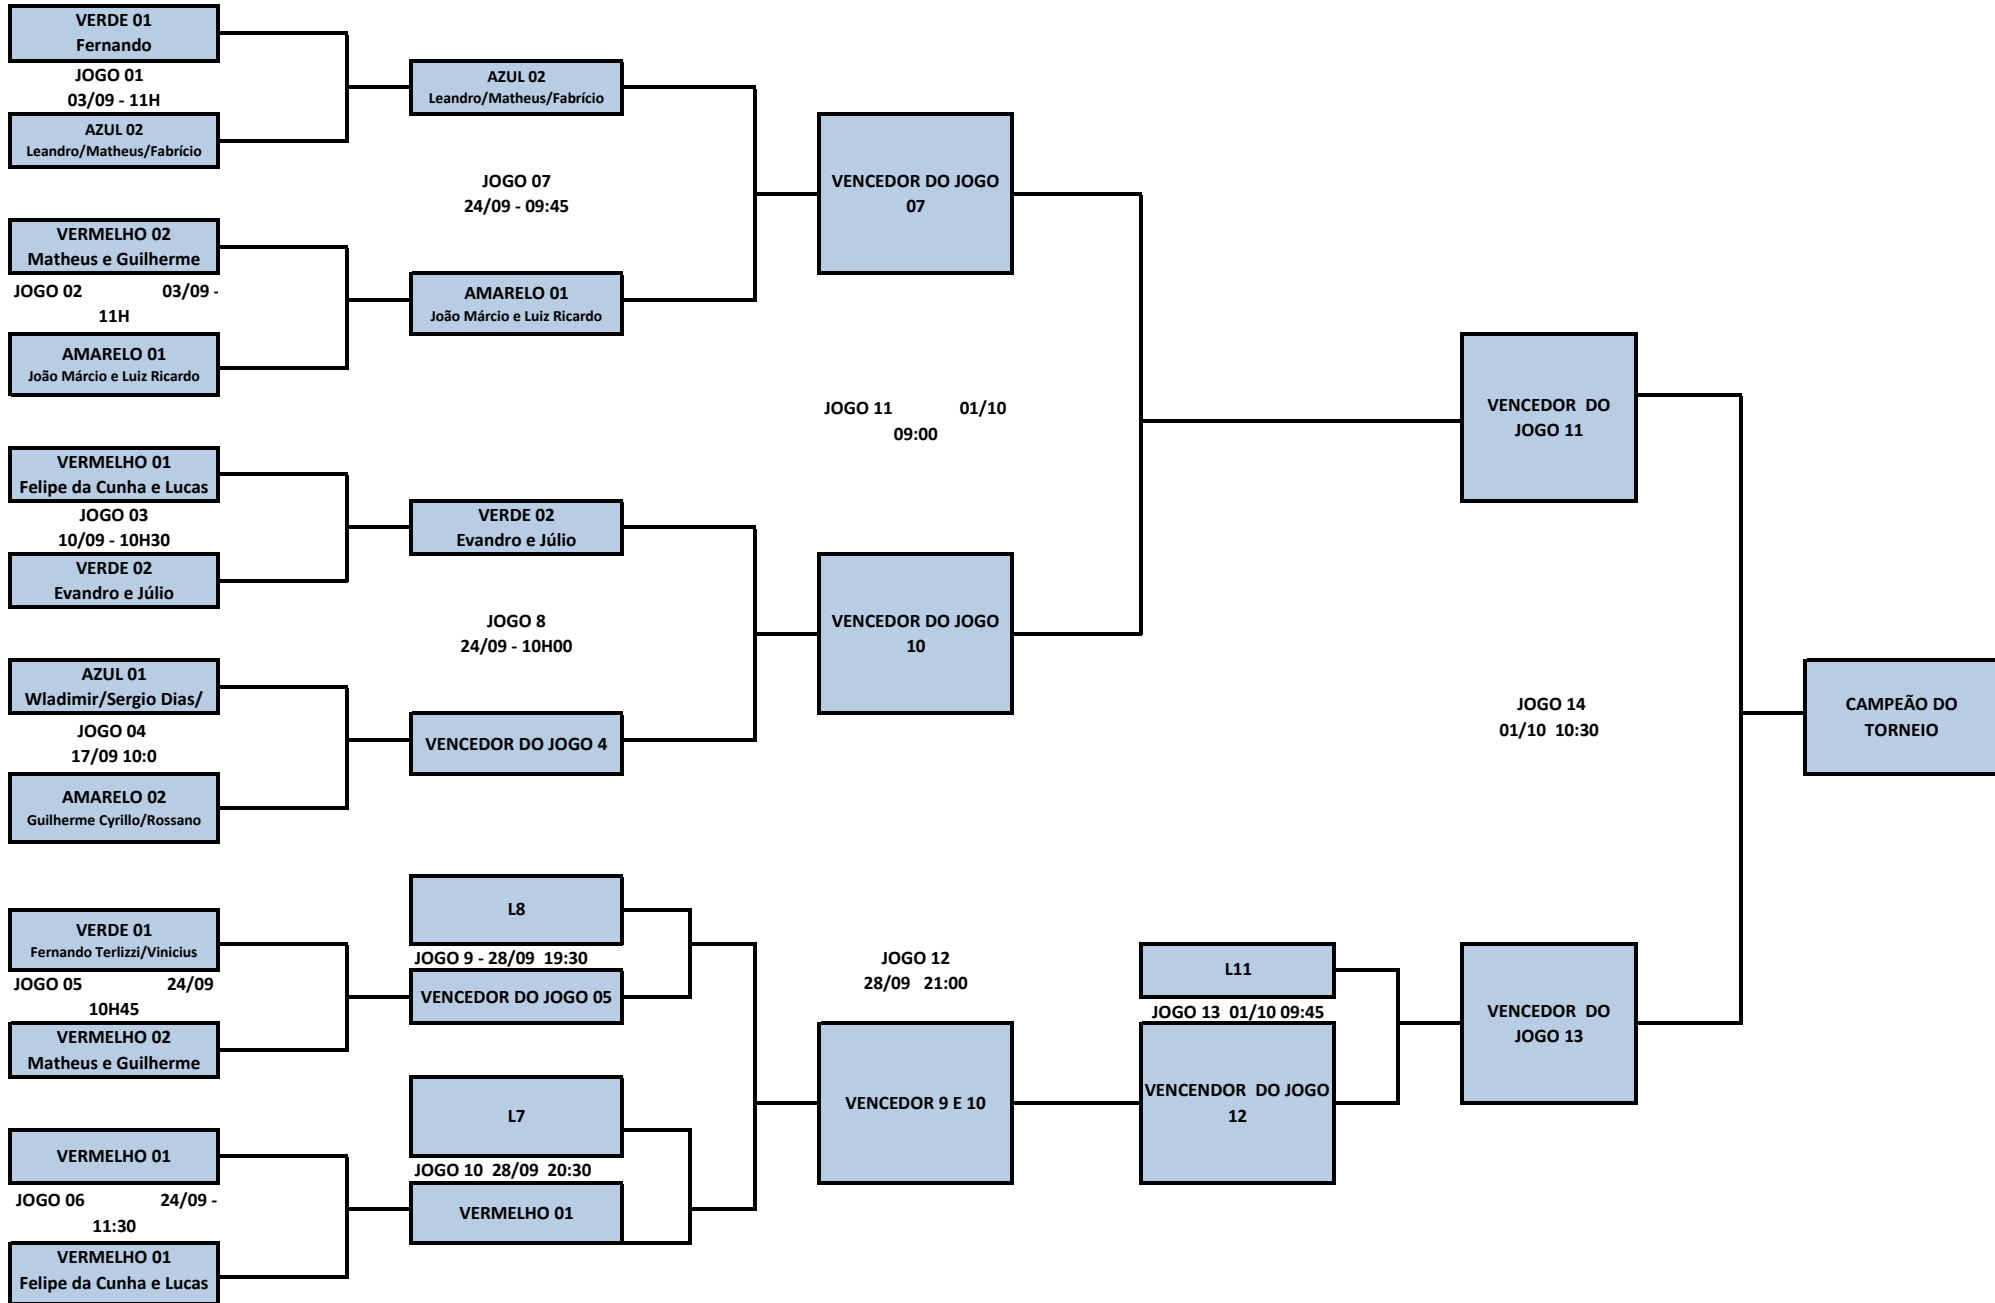 VERDE 01
Fernando
JOGO 01
03/09 - 11H
AZUL 02
Leandro/Matheus/Fabrício
VERMELHO 02
Matheus e Guilherme
JOGO 02 03/09 -
11H
AMARELO 01
João Márcio e Luiz Ricardo
VERMELHO 01
Felipe da Cunha e Lucas
JOGO 03
10/09 - 10H30
VERDE 02
Evandro e Júlio
AZUL 01
Wladimir/Sergio Dias/
JOGO 04
17/09 10:0
AMARELO 02
Guilherme Cyrillo/Rossano
VERDE 01
Fernando Terlizzi/Vinicius
JOGO 05 24/09
10H45
VERMELHO 02
Matheus e Guilherme
VERMELHO 01
JOGO 06 24/09 -
11:30
VERMELHO 01
Felipe da Cunha e Lucas
AZUL 02
Leandro/Matheus/Fabrício
JOGO 07
24/09 - 09:45
AMARELO 01
João Márcio e Luiz Ricardo
VERDE 02
Evandro e Júlio
JOGO 8
24/09 - 10H00
VENCEDOR DO JOGO 4
L8
JOGO 9 - 28/09 19:30
VENCEDOR DO JOGO 05
L7
JOGO 10 28/09 20:30
VERMELHO 01
VENCEDOR DO JOGO
07
JOGO 11 01/10
09:00
VENCEDOR DO JOGO
10
JOGO 12
28/09 21:00
VENCEDOR 9 E 10
L11
JOGO 13 01/10 09:45
VENCENDOR DO JOGO
12
VENCEDOR DO
JOGO 11
JOGO 14
01/10 10:30
VENCEDOR DO
JOGO 13
CAMPEÃO DO
TORNEIO